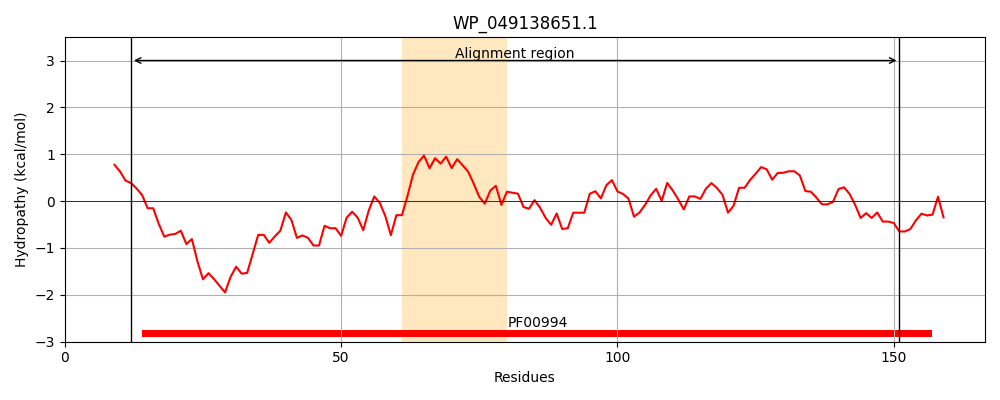 WP_049138651.1
Alignment region
Hydropathy (kcal/mol)
3
2
1
0
−1
−2
−3
PF00994
0
50
100
150
Residues